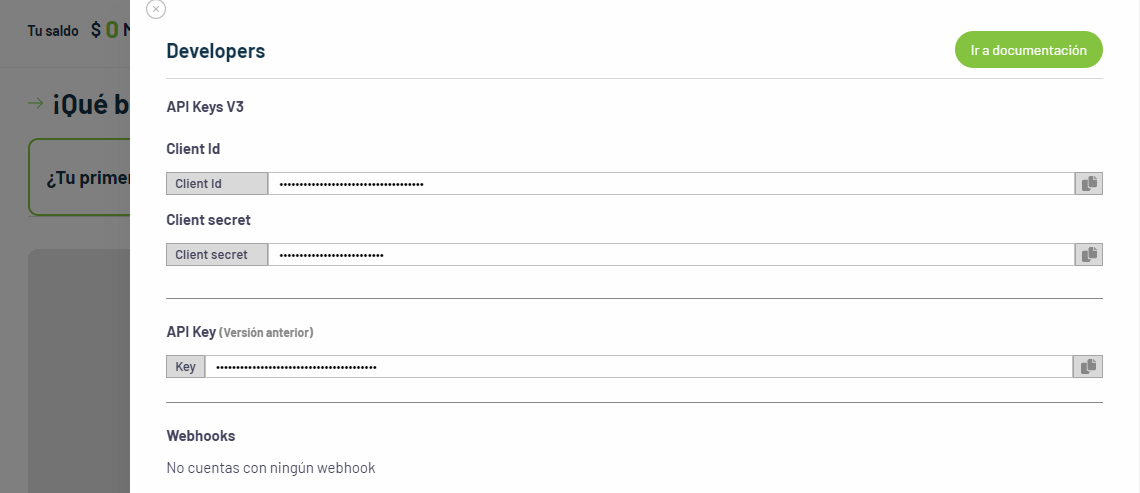 Tu saldo $ 0 M
Developers
Ir a documentación
API Keys V3
¡Qué b
Client Id
¿Tu primer
Client Id ••••••••••••••••••••••••••••••••••••
Client secret
Client secret ••••••••••••••••••••••••••
API Key (Versión anterior)
Key ••••••••••••••••••••••••••••••••••••••••
Webhooks
No cuentas con ningún webhook